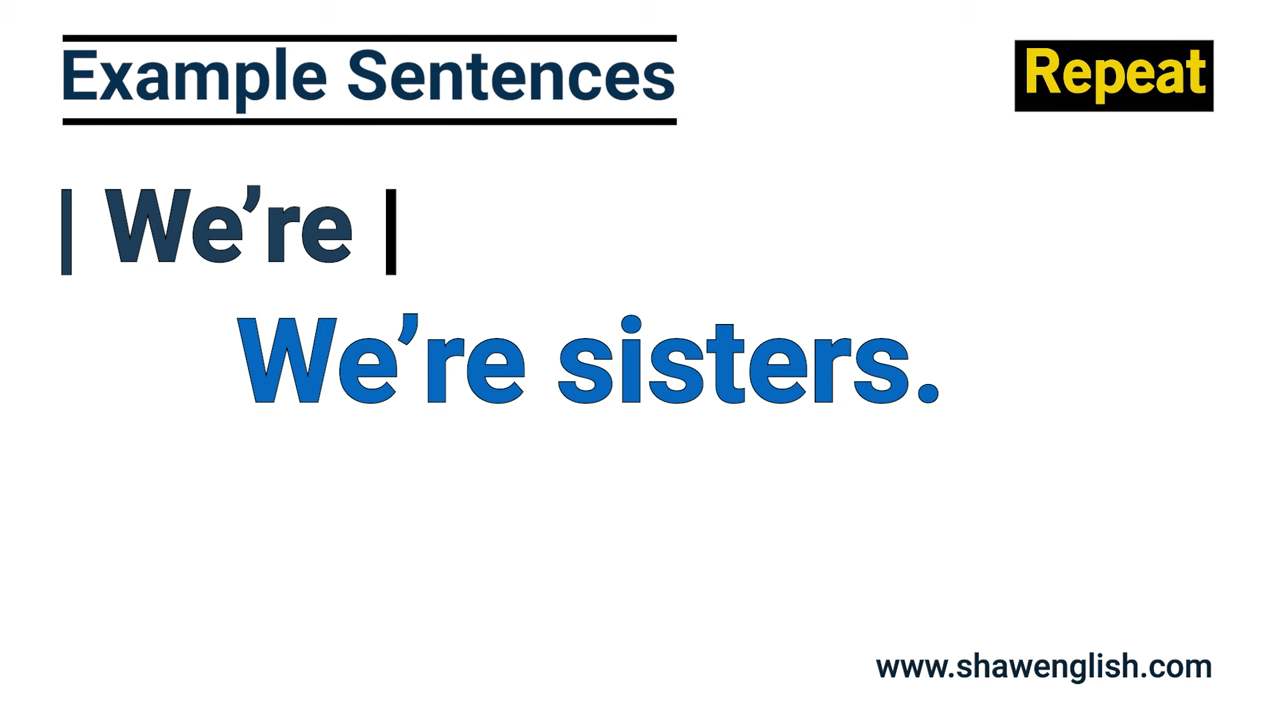 Example Sentences
Repeat
| We’re |
We’re sisters.
www.shawenglish.com